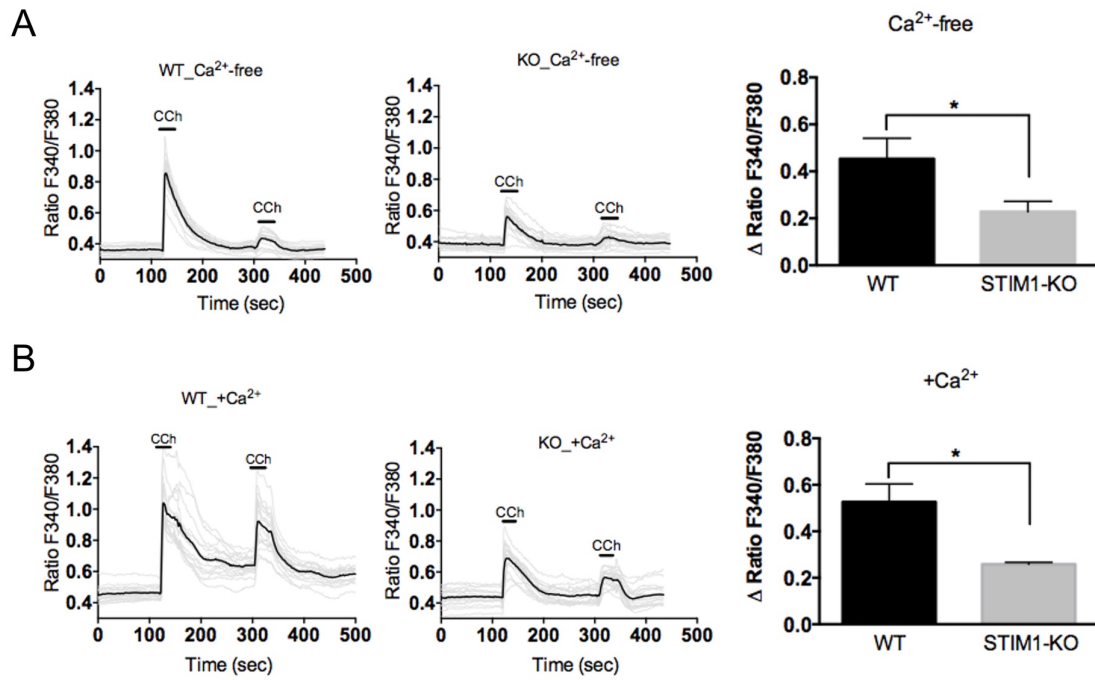 A
Ca²⁺-free
WT_Ca²⁺-free
KO_Ca²⁺-free
Ratio F340/F380
1.4
1.2
1.0
0.8
0.6
0.4
CCh
CCh
0 100 200 300 400 500
Time (sec)
Ratio F340/F380
1.4
1.2
1.0
0.8
0.6
0.4
CCh
CCh
0 100 200 300 400 500
Time (sec)
Δ Ratio F340/F380
0.8
0.6
0.4
0.2
0.0
*
WT STIM1-KO
B
+Ca²⁺
WT_+Ca²⁺
KO_+Ca²⁺
Ratio F340/F380
1.4
1.2
1.0
0.8
0.6
0.4
CCh
CCh
0 100 200 300 400 500
Time (sec)
Ratio F340/F380
1.4
1.2
1.0
0.8
0.6
0.4
CCh
CCh
0 100 200 300 400 500
Time (sec)
Δ Ratio F340/F380
0.8
0.6
0.4
0.2
0.0
*
WT STIM1-KO